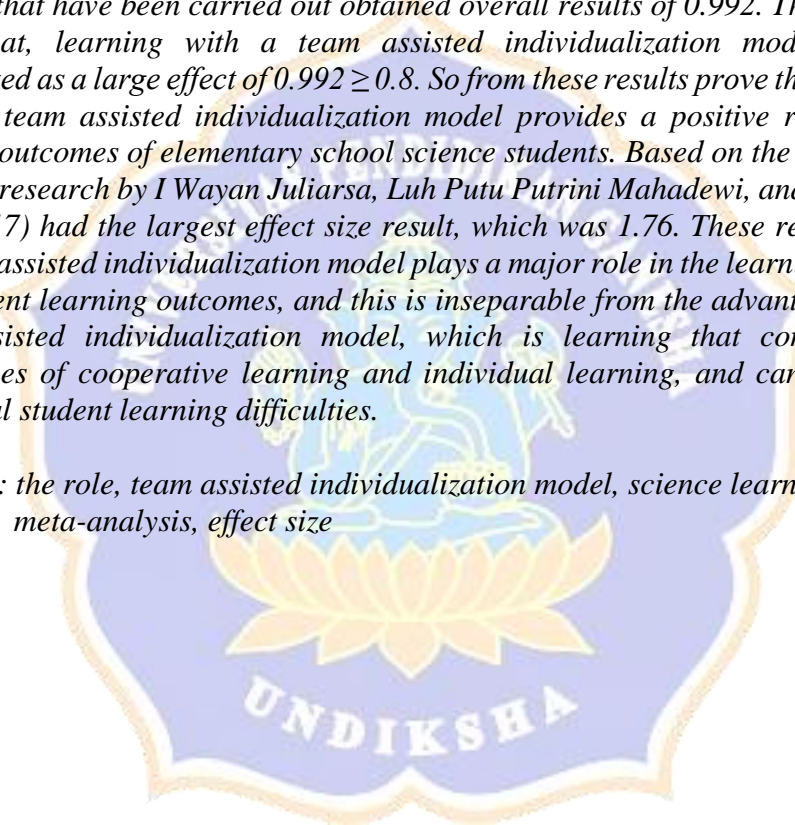 that have been carried out obtained overall results of 0.992. Th
at, learning with a team assisted individualization mod
ed as a large effect of 0.992 ≥ 0.8. So from these results prove th
team assisted individualization model provides a positive r
outcomes of elementary school science students. Based on the
research by I Wayan Juliarsa, Luh Putu Putrini Mahadewi, and
17) had the largest effect size result, which was 1.76. These re
assisted individualization model plays a major role in the learn
ent learning outcomes, and this is inseparable from the advant
sisted individualization model, which is learning that con
es of cooperative learning and individual learning, and can
l student learning difficulties.
: the role, team assisted individualization model, science learn
meta-analysis, effect size
PENDIDIKAN GANESH
UNDIKSHA